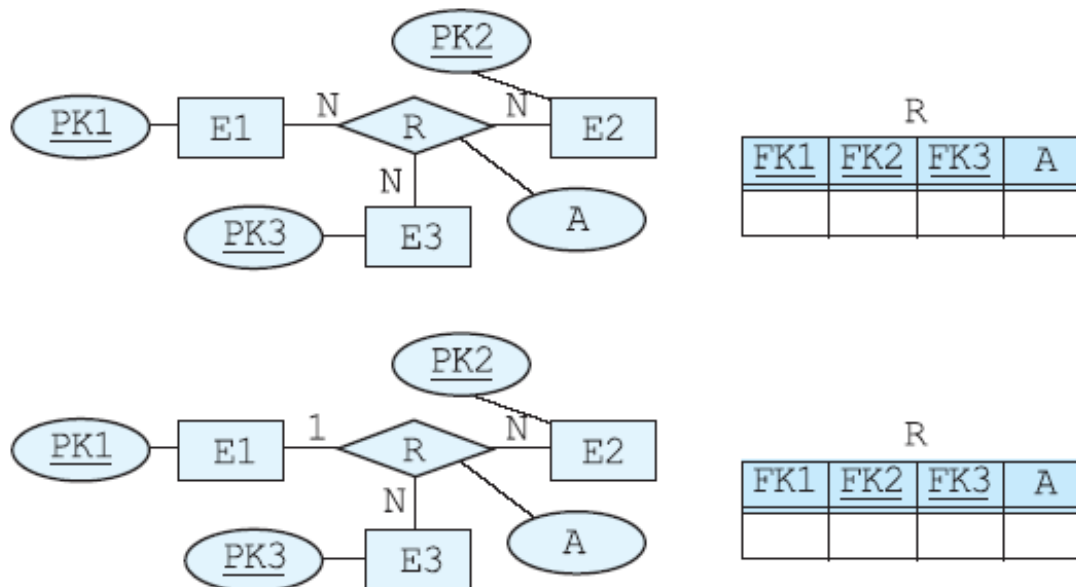 PK2
PK1 E1 N R N E2
N
PK3 E3 A
R
FK1 FK2 FK3 A
PK2
PK1 E1 1 R N E2
N
PK3 E3 A
R
FK1 FK2 FK3 A